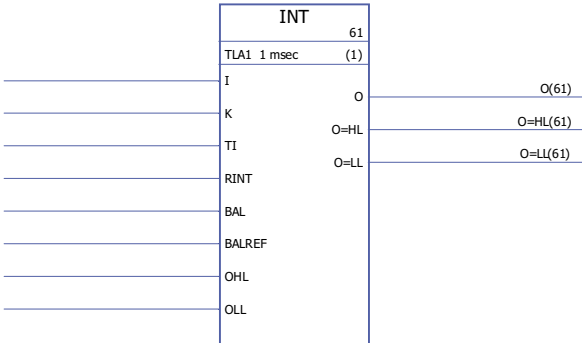 INT
61
TLA1 1 msec (1)
I
K
TI
RINT
BAL
BALREF
OHL
OLL
O
O=HL
O=LL
O(61)
O=HL(61)
O=LL(61)